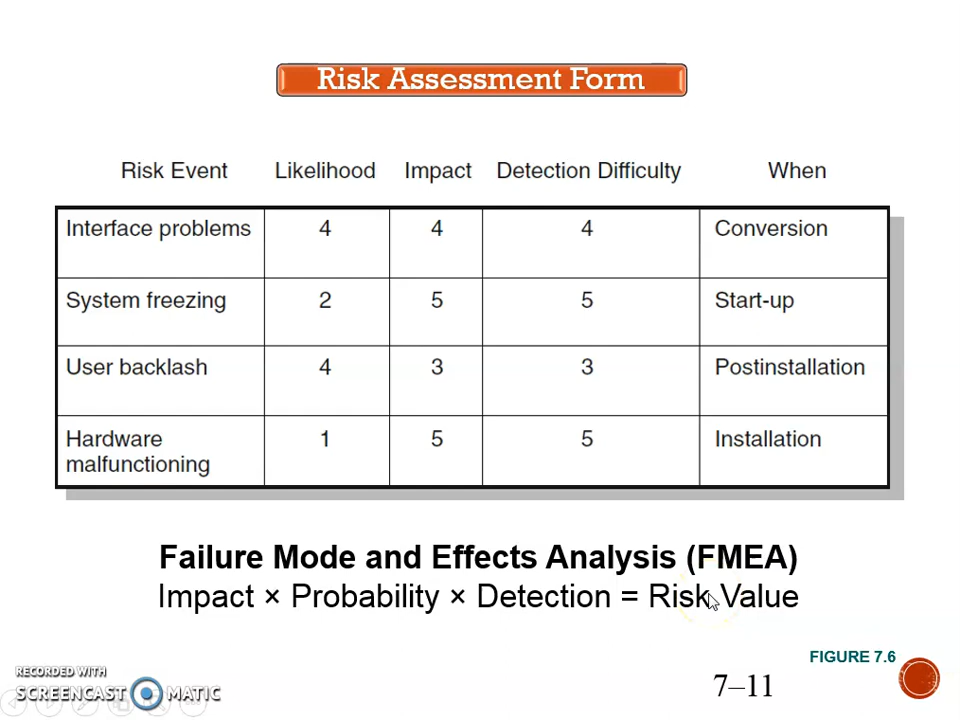 Risk Assessment Form
Risk Event Likelihood Impact Detection Difficulty When
Interface problems 4 4 4 Conversion
System freezing 2 5 5 Start-up
User backlash 4 3 3 Postinstallation
Hardware malfunctioning 1 5 5 Installation
Failure Mode and Effects Analysis (FMEA)
Impact × Probability × Detection = Risk Value
FIGURE 7.6
7–11
RECORDED WITH
SCREENCAST MATIC